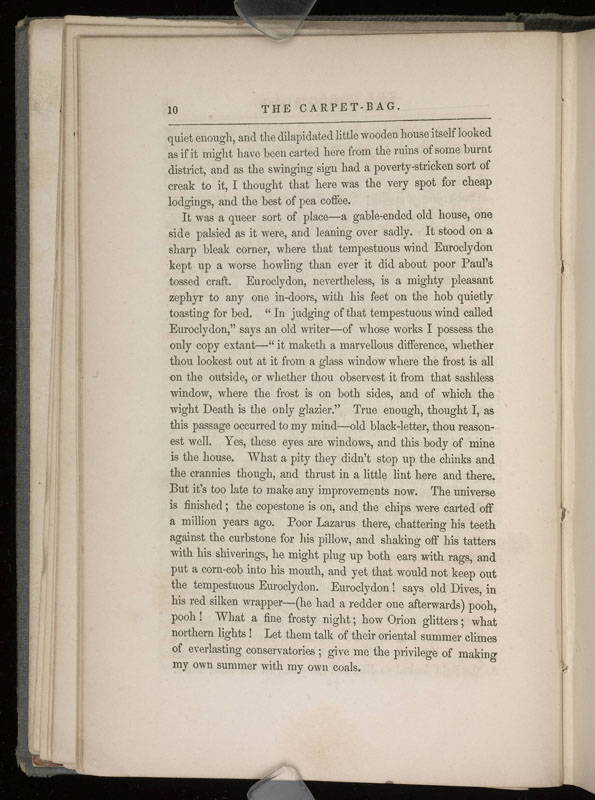 10 THE CARPET-BAG.
quiet enough, and the dilapidated little wooden house itself looked
as if it might have been carted here from the ruins of some burnt
district, and as the swinging sign had a poverty-stricken sort of
creak to it, I thought that here was the very spot for cheap
lodgings, and the best of pea coffee.
It was a queer sort of place—a gable-ended old house, one
side palsied as it were, and leaning over sadly. It stood on a
sharp bleak corner, where that tempestuous wind Euroclydon
kept up a worse howling than ever it did about poor Paul's
tossed craft. Euroclydon, nevertheless, is a mighty pleasant
zephyr to any one in-doors, with his feet on the hob quietly
toasting for bed. "In judging of that tempestuous wind called
Euroclydon," says an old writer—of whose works I possess the
only copy extant—"it maketh a marvellous difference, whether
thou lookest out at it from a glass window where the frost is all
on the outside, or whether thou observest it from that sashless
window, where the frost is on both sides, and of which the
wight Death is the only glazier." True enough, thought I, as
this passage occurred to my mind—old black-letter, thou reason-
est well. Yes, these eyes are windows, and this body of mine
is the house. What a pity they didn't stop up the chinks and
the crannies though, and thrust in a little lint here and there.
But it's too late to make any improvements now. The universe
is finished; the copestone is on, and the chips were carted off
a million years ago. Poor Lazarus there, chattering his teeth
against the curbstone for his pillow, and shaking off his tatters
with his shiverings, he might plug up both ears with rags, and
put a corn-cob into his mouth, and yet that would not keep out
the tempestuous Euroclydon. Euroclydon! says old Dives, in
his red silken wrapper—(he had a redder one afterwards) pooh,
pooh! What a fine frosty night; how Orion glitters; what
northern lights! Let them talk of their oriental summer climes
of everlasting conservatories; give me the privilege of making
my own summer with my own coals.